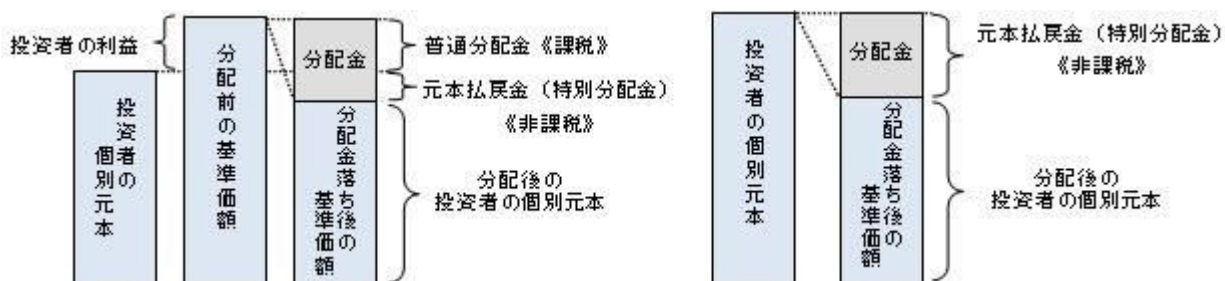 投資者の利益
投資者の
個別元本
分配前の基準価額
分配金
分配金落ち後の
基準価額
普通分配金《課税》
元本払戻金（特別分配金）
《非課税》
分配後の
投資者の個別元本
投資者の個別元本
分配金
分配金落ち後の
基準価額
元本払戻金（特別分配金）
《非課税》
分配後の
投資者の個別元本